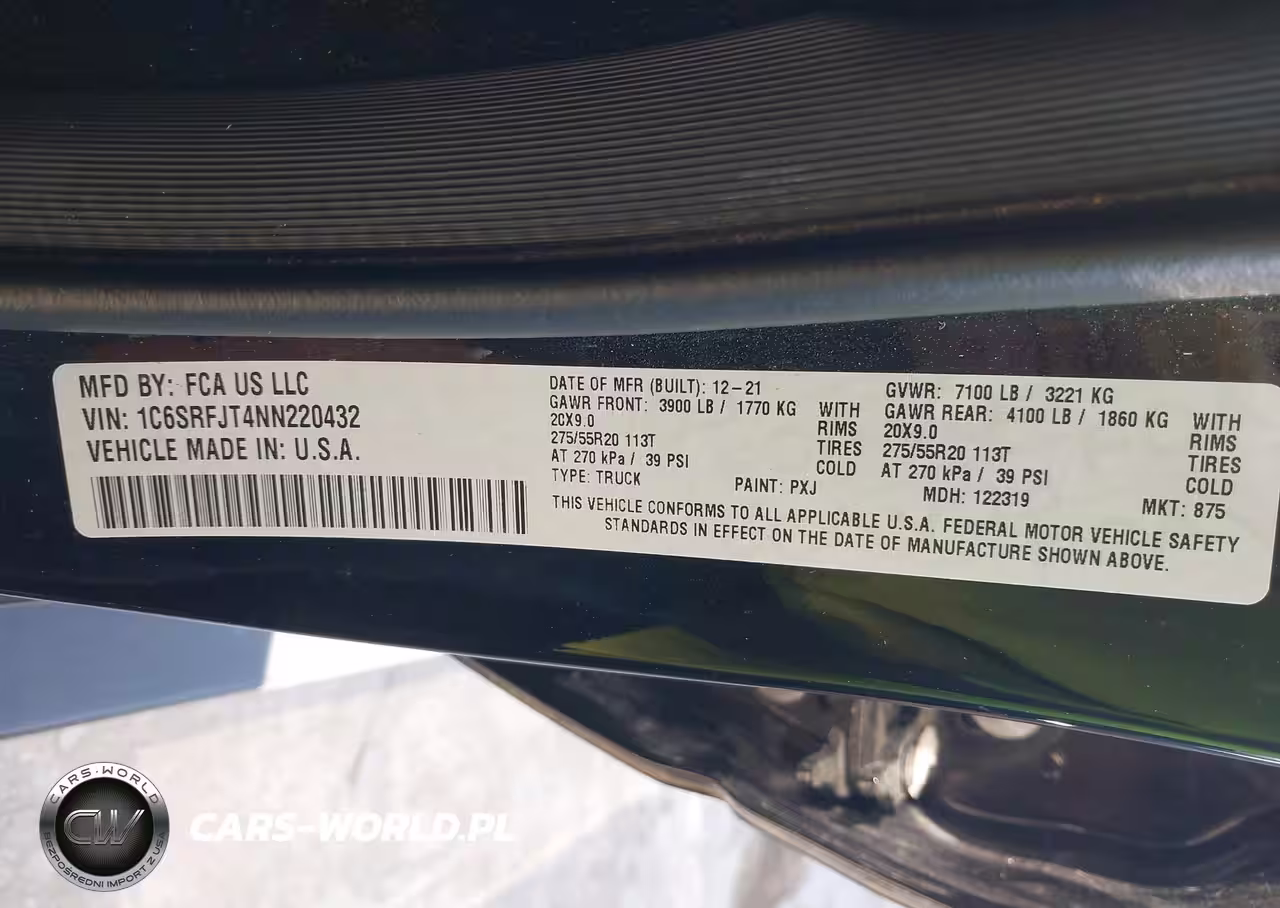 MFD BY: FCA US LLC
VIN: 1C6SRFJT4NN220432
VEHICLE MADE IN: U.S.A.
DATE OF MFR (BUILT): 12-21
GAWR FRONT: 3900 LB / 1770 KG WITH
20X9.0 RIMS
275/55R20 113T TIRES
AT 270 kPa / 39 PSI COLD
TYPE: TRUCK PAINT: PXJ
GVWR: 7100 LB / 3221 KG
GAWR REAR: 4100 LB / 1860 KG WITH
20X9.0 RIMS
275/55R20 113T TIRES
AT 270 kPa / 39 PSI COLD
MDH: 122319 MKT: 875
THIS VEHICLE CONFORMS TO ALL APPLICABLE U.S.A. FEDERAL MOTOR VEHICLE SAFETY
STANDARDS IN EFFECT ON THE DATE OF MANUFACTURE SHOWN ABOVE.
CARS-WORLD
CW
BEZPOŚREDNI IMPORT Z USA
CARS-WORLD.PL